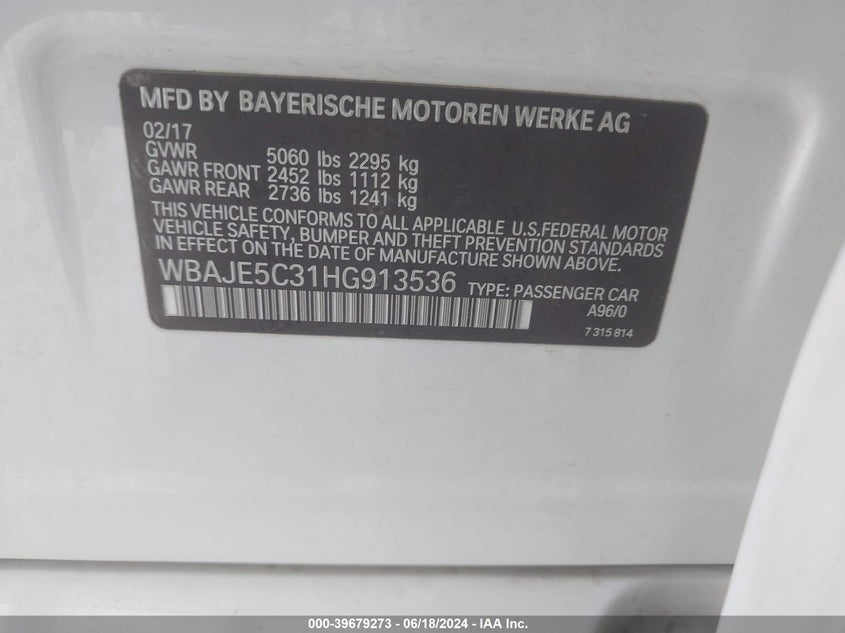 MFD BY BAYERISCHE MOTOREN WERKE AG
02/17
GVWR 5060 lbs 2295 kg
GAWR FRONT 2452 lbs 1112 kg
GAWR REAR 2736 lbs 1241 kg
THIS VEHICLE CONFORMS TO ALL APPLICABLE U.S.FEDERAL MOTOR
VEHICLE SAFETY, BUMPER AND THEFT PREVENTION STANDARDS
IN EFFECT ON THE DATE OF MANUFACTURE SHOWN ABOVE.
WBAJE5C31HG913536 TYPE: PASSENGER CAR
A96/0
7 315 814
000-39679273 - 06/18/2024 - IAA Inc.